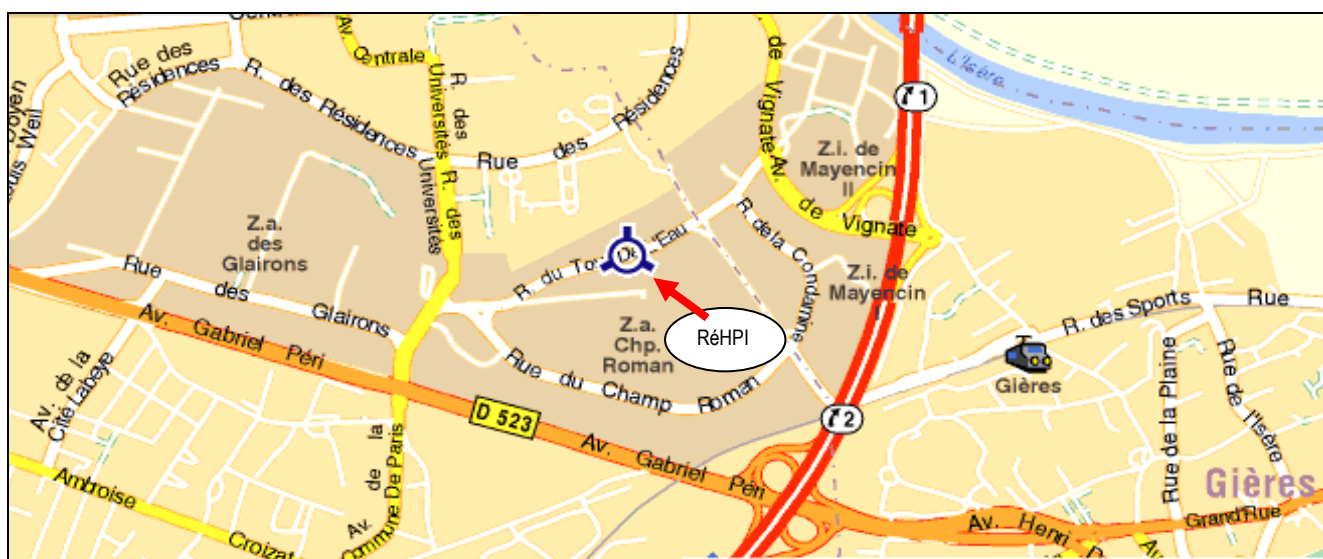 Av. Centrale
Rue des Résidences
R. des Résidences
Rue des Résidences
Louis Weil
R. des Universités
R. des Universités
de Vignate
Av. de Vignate
L'Isère
1
Z.i. de
Mayencin
II
Z.a.
des
Glairons
R. du
De l'Eau
R. de la Condamine
Z.i. de
Mayencin
I
Rue des Glairons
Av. Gabriel Péri
Z.a.
Chp.
Roman
RéHPI
R. des Sports
Rue
Gières
Rue du Champ Roman
Av. de la
Cité Labeye
D 523
2
Av. Gabriel Péri
Rue de la Plaine
Rue de l'Isère
Av. de la
Commune De Paris
Ambroise
Croizat
Gières
Av. Henri
Grand Rue